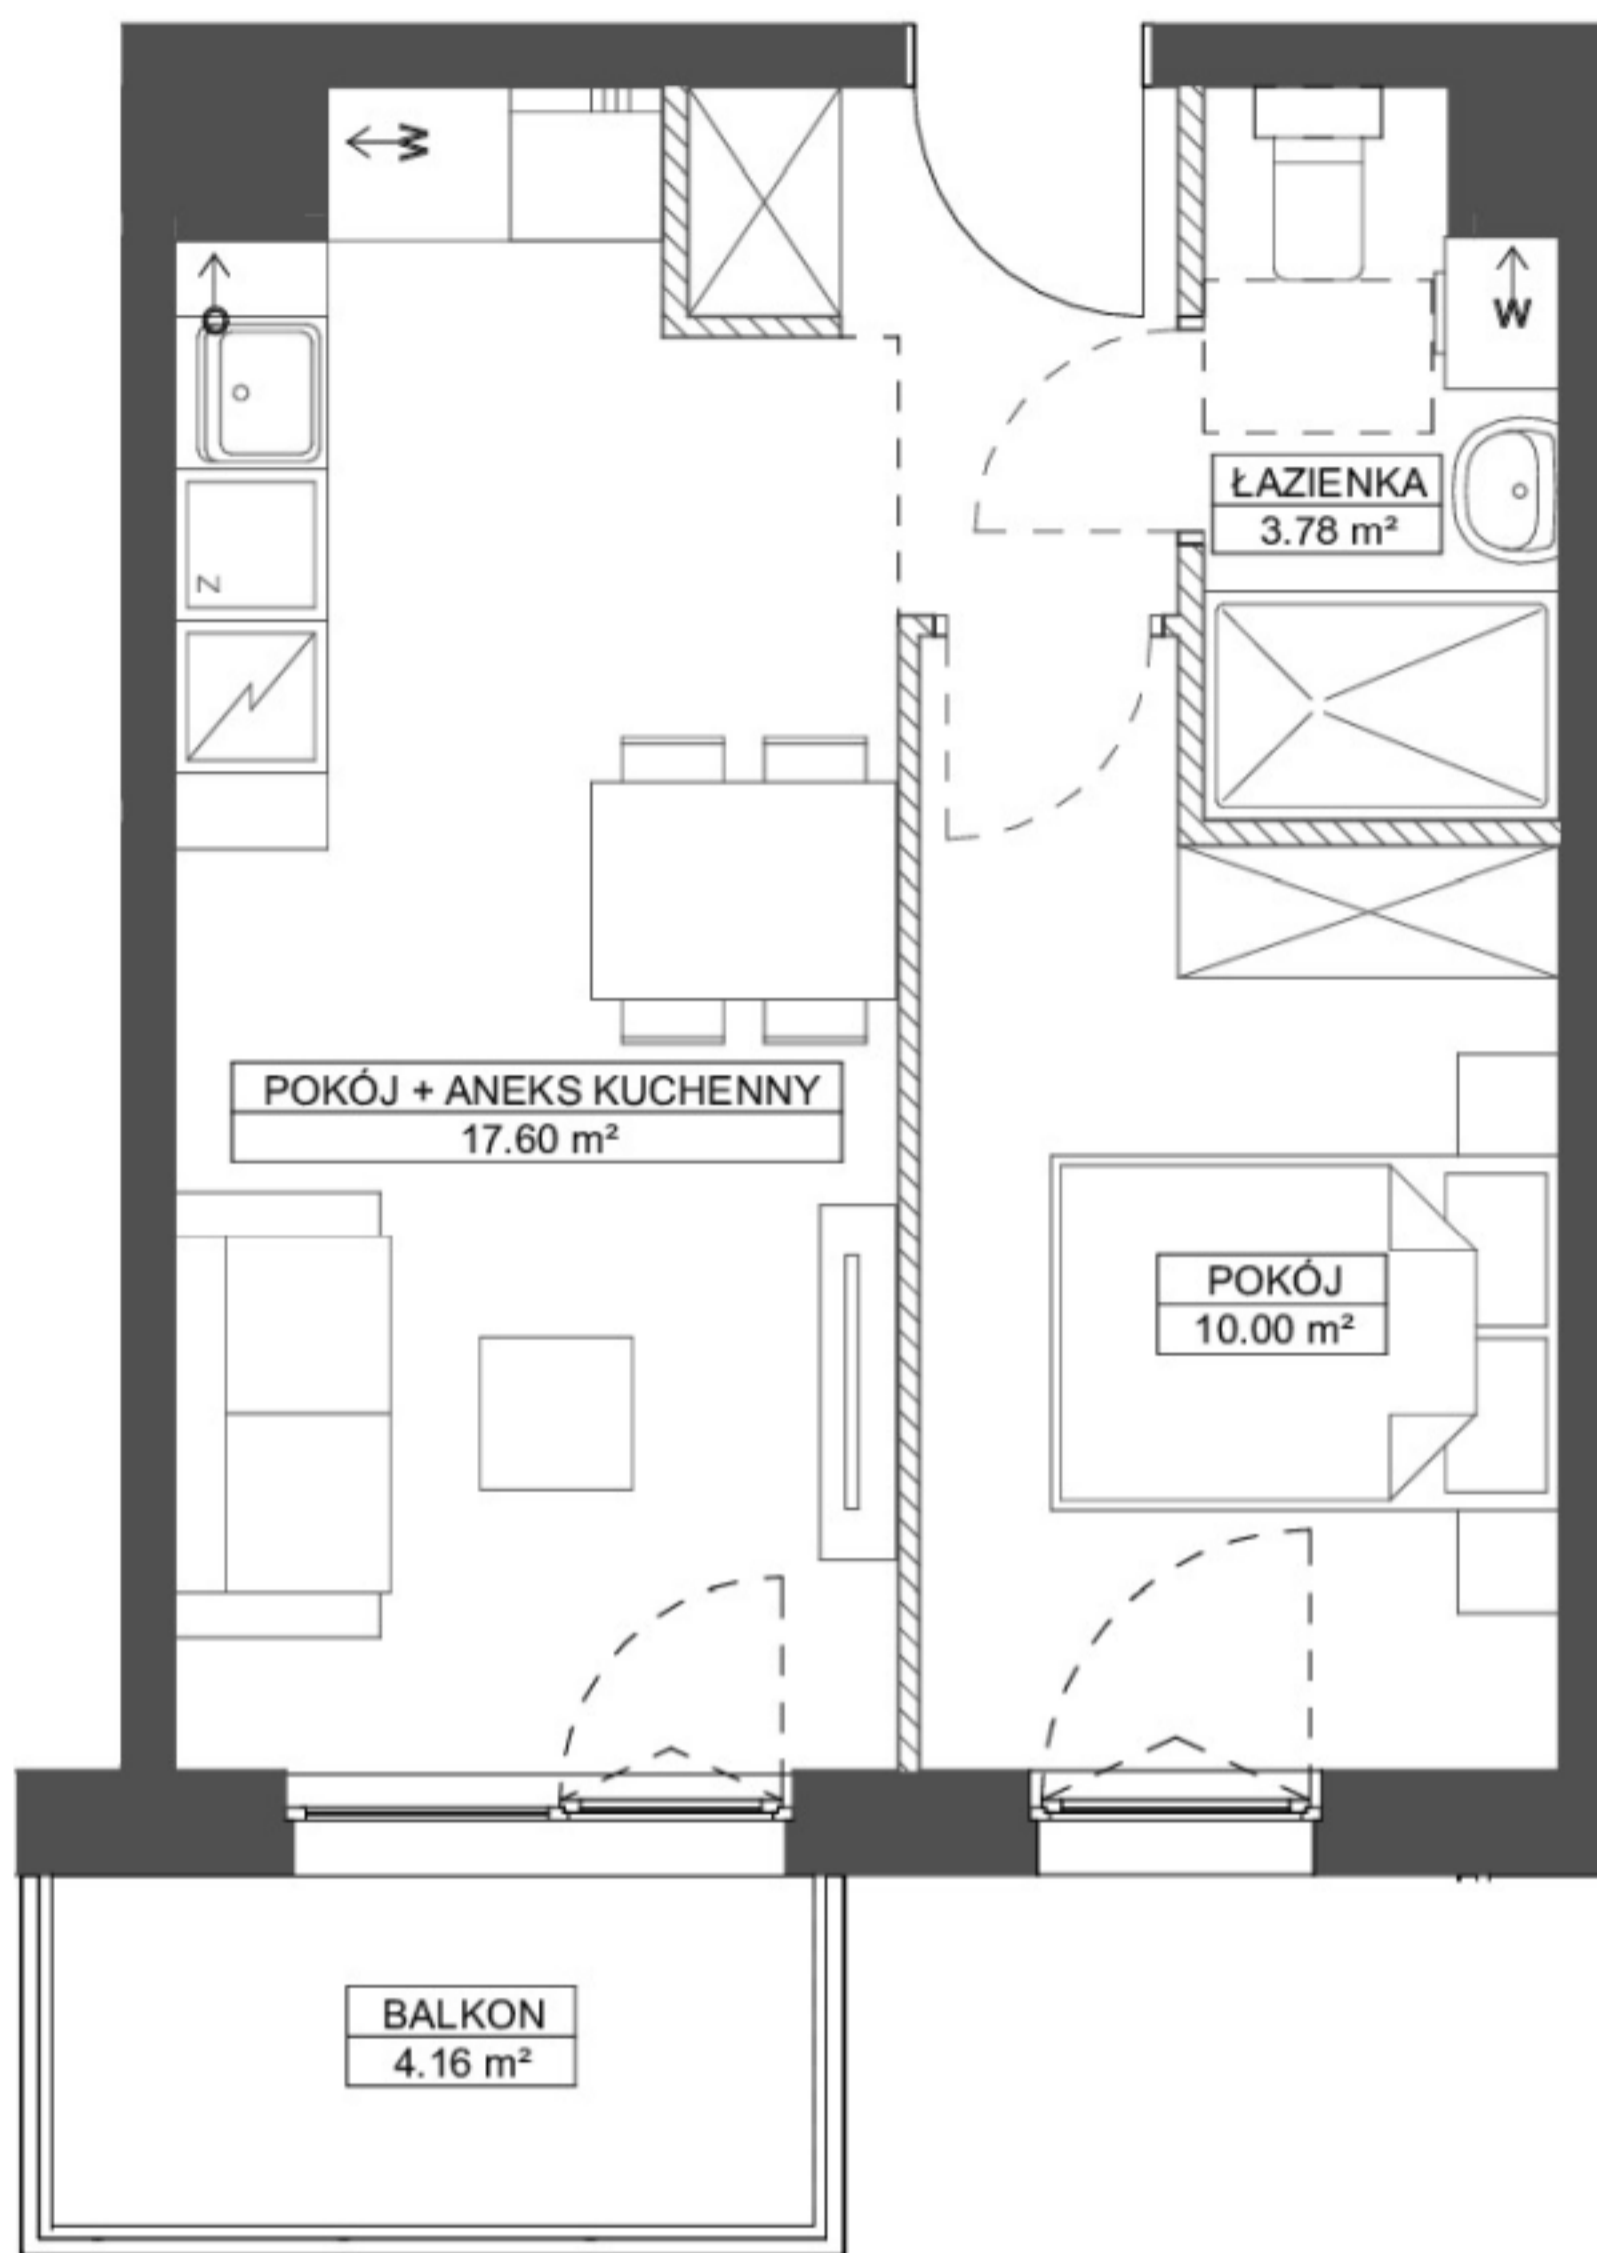 W
O
W
ŁAZIENKA
3.78 m²
Z
POKÓJ + ANEKS KUCHENNY
17.60 m²
POKÓJ
10.00 m²
BALKON
4.16 m²